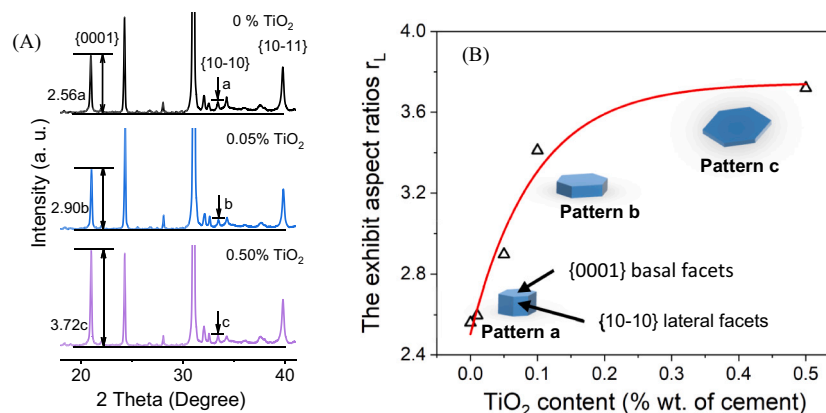 (A)
0 % TiO₂
{0001}
{10-11}
{10-10}
a
2.56a
0.05% TiO₂
2.90b
b
0.50% TiO₂
3.72c
c
Intensity (a. u.)
20 30 40
2 Theta (Degree)
(B)
4.0
3.6
3.2
2.8
2.4
The exhibit aspect ratios r_L
Pattern c
Pattern b
{0001} basal facets
{10-10} lateral facets
Pattern a
0.0 0.1 0.2 0.3 0.4 0.5
TiO₂ content (% wt. of cement)